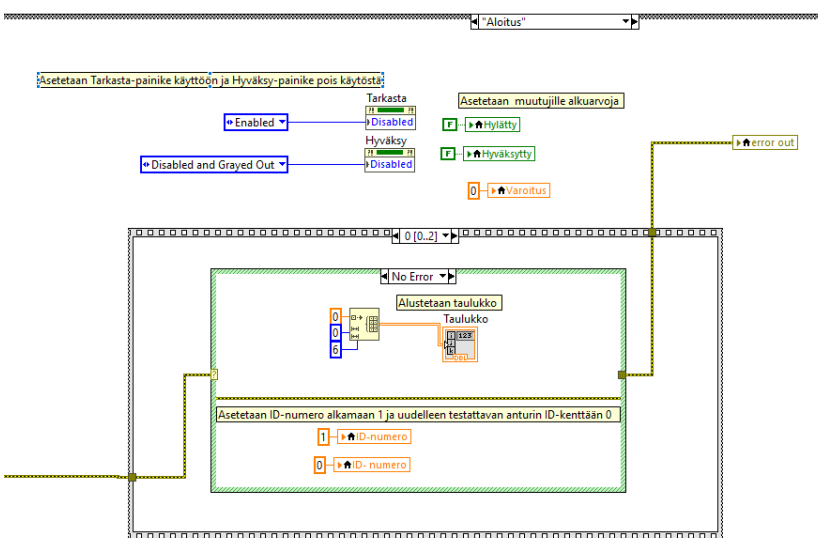 "Aloitus"
Asetetaan Tarkasta-painike käyttöön ja Hyväksy-painike pois käytöstä
Tarkasta
Enabled
Disabled
Hyväksy
Disabled and Grayed Out
Disabled
Asetetaan muutujille alkuarvoja
F
Hylätty
F
Hyväksytty
0
Varoitus
error out
0 [0..2]
No Error
Alustetaan taulukko
0
0
6
Taulukko
i
123
j
k
DBL
?
Asetetaan ID-numero alkamaan 1 ja uudelleen testattavan anturin ID-kenttään 0
1
ID-numero
0
ID- numero